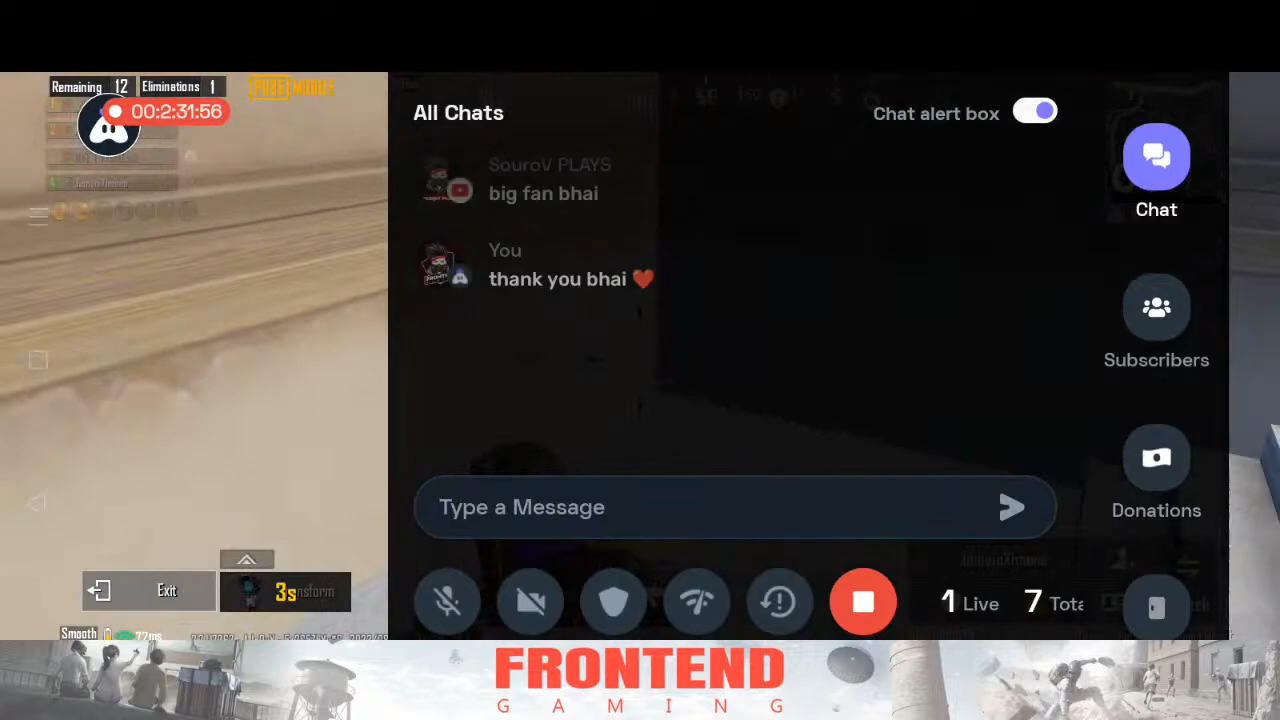 Remaining 12 Eliminations 1
PUBG MOBILE
00:2:31:56
All Chats
Chat alert box
SouroV PLAYS
big fan bhai
You
thank you bhai ❤️
Chat
Subscribers
Donations
Type a Message
Exit
3s
1 Live 7 Tota
Smooth
FRONTEND
GAMING